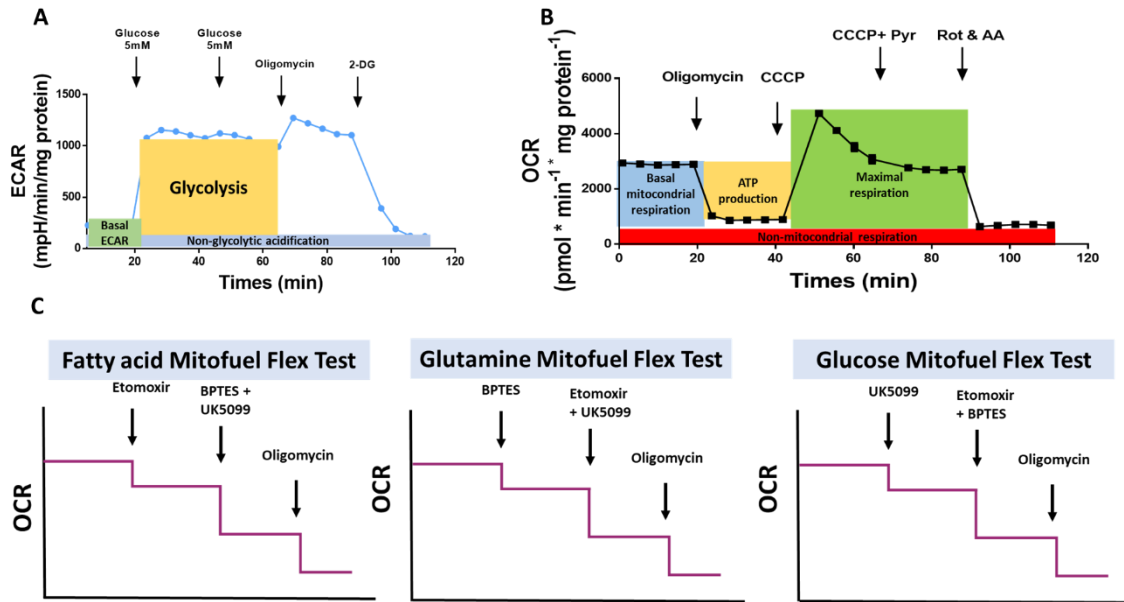 A
Glucose
5mM
Glucose
5mM
Oligomycin
2-DG
ECAR
(mpH/min/mg protein)
1500
1000
500
0
Glycolysis
Basal
ECAR
Non-glycolytic acidification
20
40
60
80
100
120
Times (min)
B
CCCP+ Pyr
Rot & AA
Oligomycin
CCCP
OCR
(pmol * min-1 * mg protein-1)
6000
4000
2000
0
Basal
mitocondrial
respiration
ATP
production
Maximal
respiration
Non-mitocondrial respiration
0
20
40
60
80
100
120
Times (min)
C
Fatty acid Mitofuel Flex Test
Etomoxir
BPTES +
UK5099
Oligomycin
OCR
Glutamine Mitofuel Flex Test
BPTES
Etomoxir
+ UK5099
Oligomycin
OCR
Glucose Mitofuel Flex Test
UK5099
Etomoxir
+ BPTES
Oligomycin
OCR